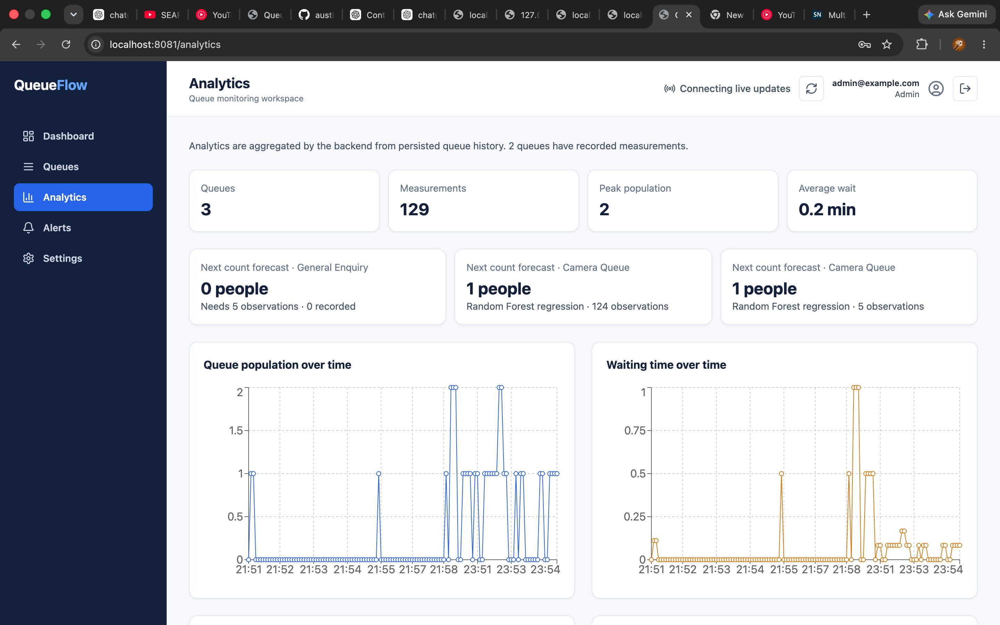 chat
SEAR
YouT
Queu
austi
Cont
chat
local
127.0
local
local
New
YouT
SN Mult
Ask Gemini
localhost:8081/analytics
QueueFlow
Dashboard
Queues
Analytics
Alerts
Settings
Analytics
Queue monitoring workspace
Connecting live updates
admin@example.com
Admin
Analytics are aggregated by the backend from persisted queue history. 2 queues have recorded measurements.
Queues
3
Measurements
129
Peak population
2
Average wait
0.2 min
Next count forecast · General Enquiry
0 people
Needs 5 observations · 0 recorded
Next count forecast · Camera Queue
1 people
Random Forest regression · 124 observations
Next count forecast · Camera Queue
1 people
Random Forest regression · 5 observations
Queue population over time
2
1.5
1
0.5
0
21:51 21:52 21:53 21:54 21:55 21:57 21:58 23:51 23:53 23:54
Waiting time over time
1
0.75
0.5
0.25
0
21:51 21:52 21:53 21:54 21:55 21:57 21:58 23:51 23:53 23:54